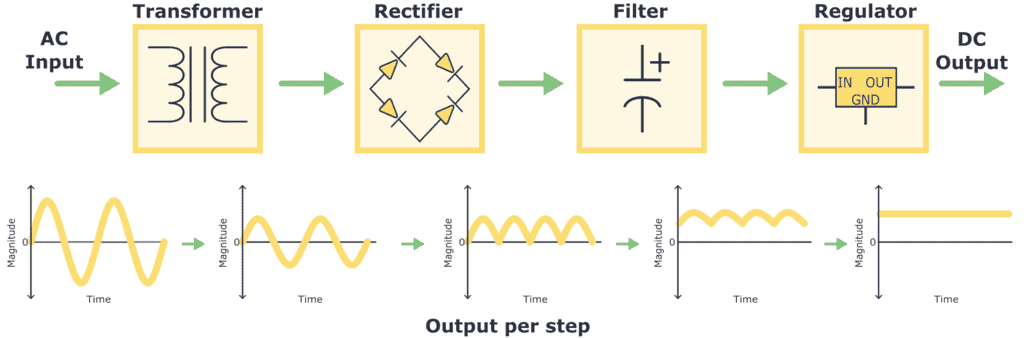 Transformer
Rectifier
Filter
Regulator
AC
Input
+
IN OUT
GND
DC
Output
Magnitude
0
Time
Magnitude
0
Time
Magnitude
0
Time
Magnitude
0
Time
Magnitude
0
Time
Output per step